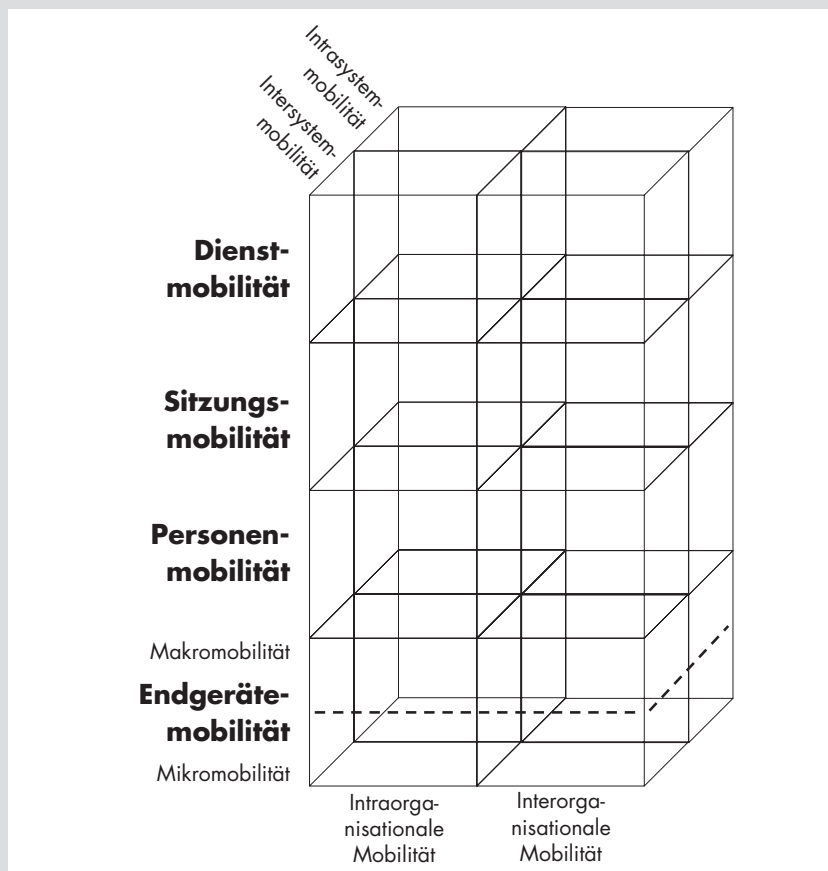 Intrasystem-
mobilität
Intersystem-
mobilität
Dienst-
mobilität
Sitzungs-
mobilität
Personen-
mobilität
Makromobilität
Endgeräte-
mobilität
Mikromobilität
Intraorga-
nisationale
Mobilität
Interorga-
nisationale
Mobilität